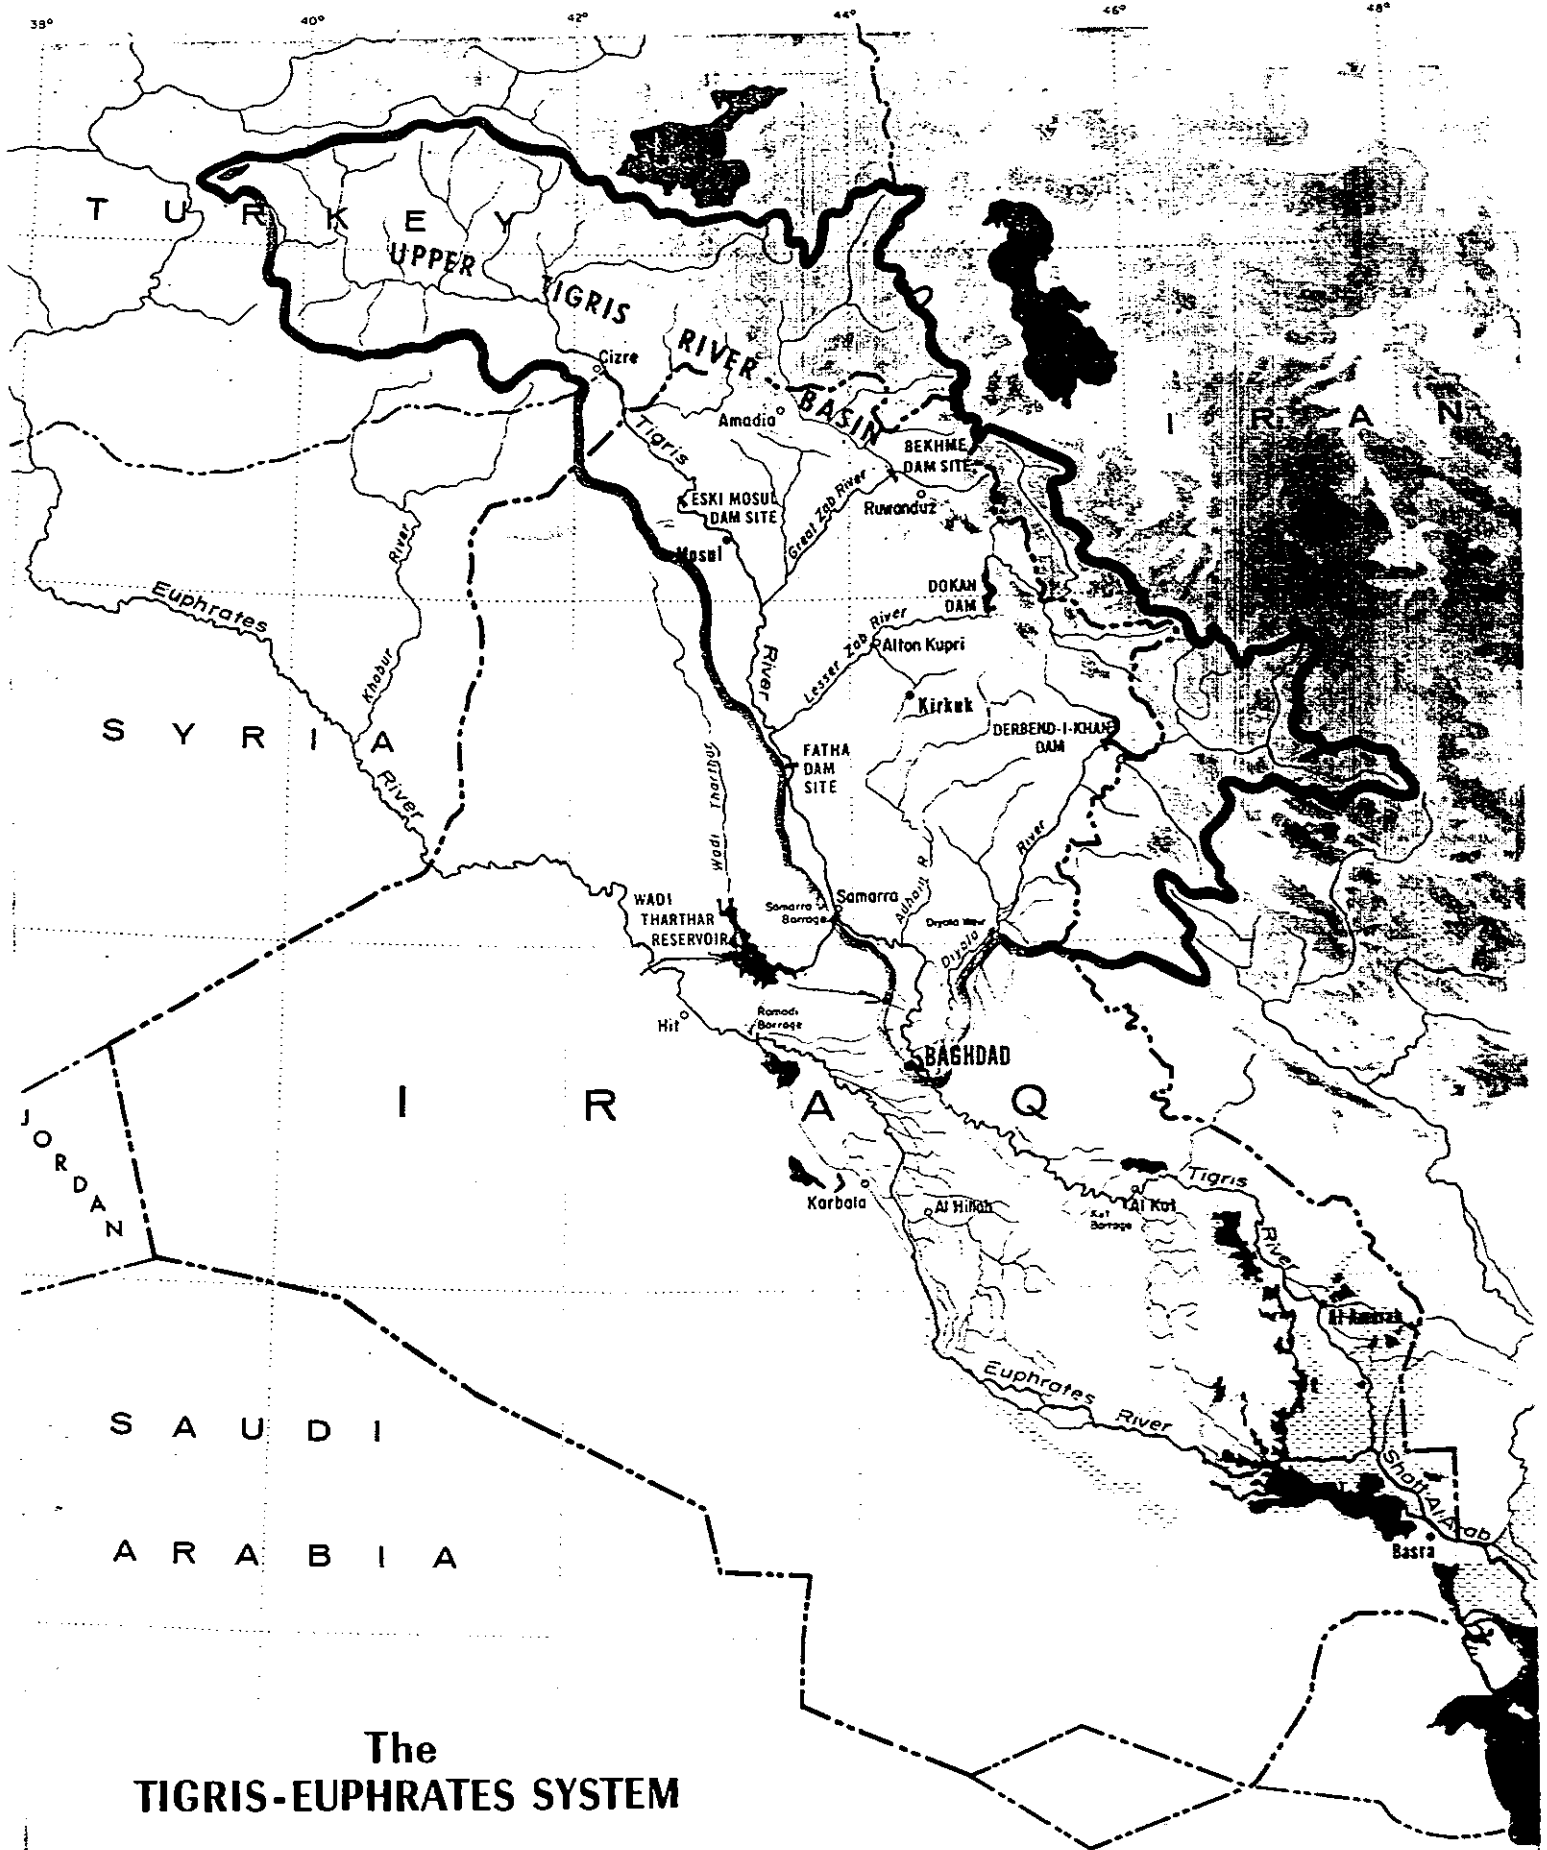 38°
40°
42°
44°
46°
48°
TURKEY
UPPER
IGRIS
RIVER
BASIN
Cizre
Amadia
Tigris
BEKHME
DAM SITE
IRAN
ESKI MOSUL
DAM SITE
Great Zab River
Ruwanduz
Mosul
River
Euphrates
DOKAN
DAM
Lesser Zab River
Alton Kupri
River
Khabur
Kirkuk
SYRIA
DERBEND-I-KHAN
DAM
FATHA
DAM
SITE
River
Wadi Tharthar
River
Adhaim R
WADI
THARTHAR
RESERVOIR
Samarra
Samarra
Barrage
Diyala Weir
Diyala
Hit
Ramadi
Barrage
BAGHDAD
IRAQ
JORDAN
Karbala
Al Hillah
Tigris
Al Kut
Kut
Barrage
River
Al Amarah
Euphrates
River
SAUDI
ARABIA
Shatt-Al-Arab
Basra
The
TIGRIS-EUPHRATES SYSTEM